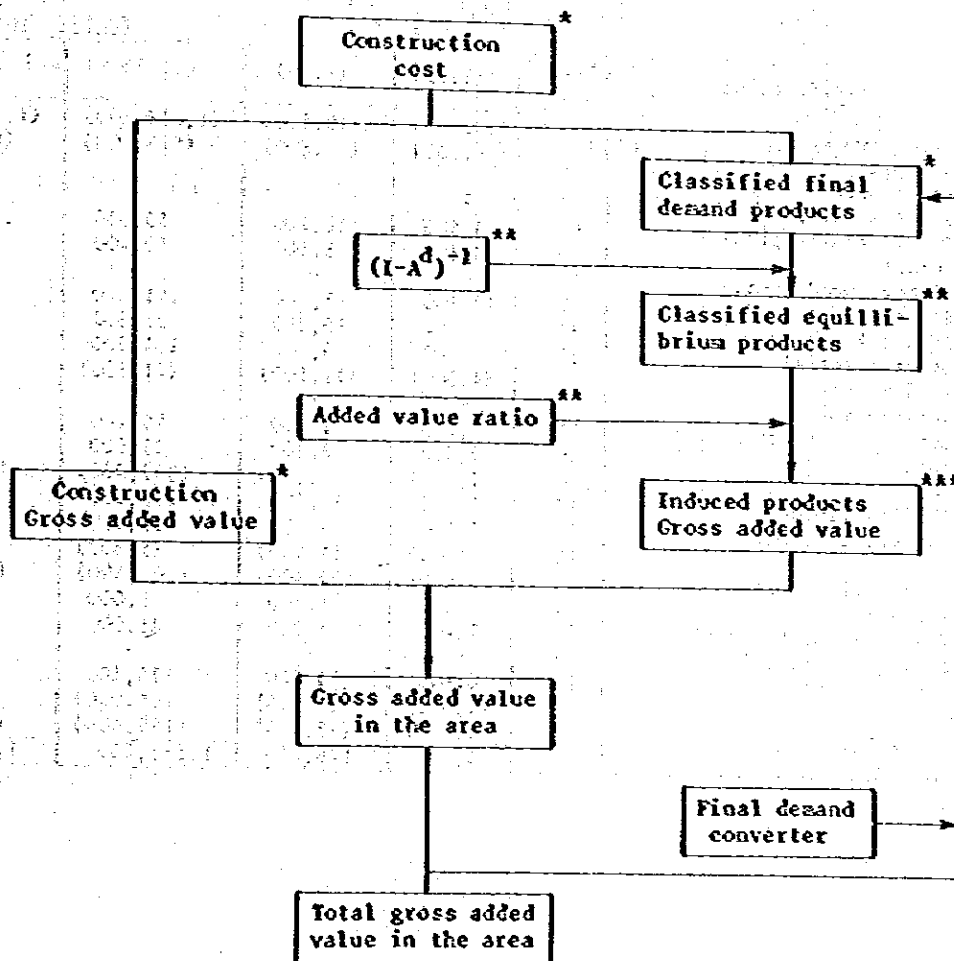 Construction *
cost
Classified final *
demand products
(I-A^d)^-1 **
Classified equilli- **
brium products
Added value ratio **
Construction *
Gross added value
Induced products ***
Gross added value
Gross added value
in the area
Final demand
converter
Total gross added
value in the area